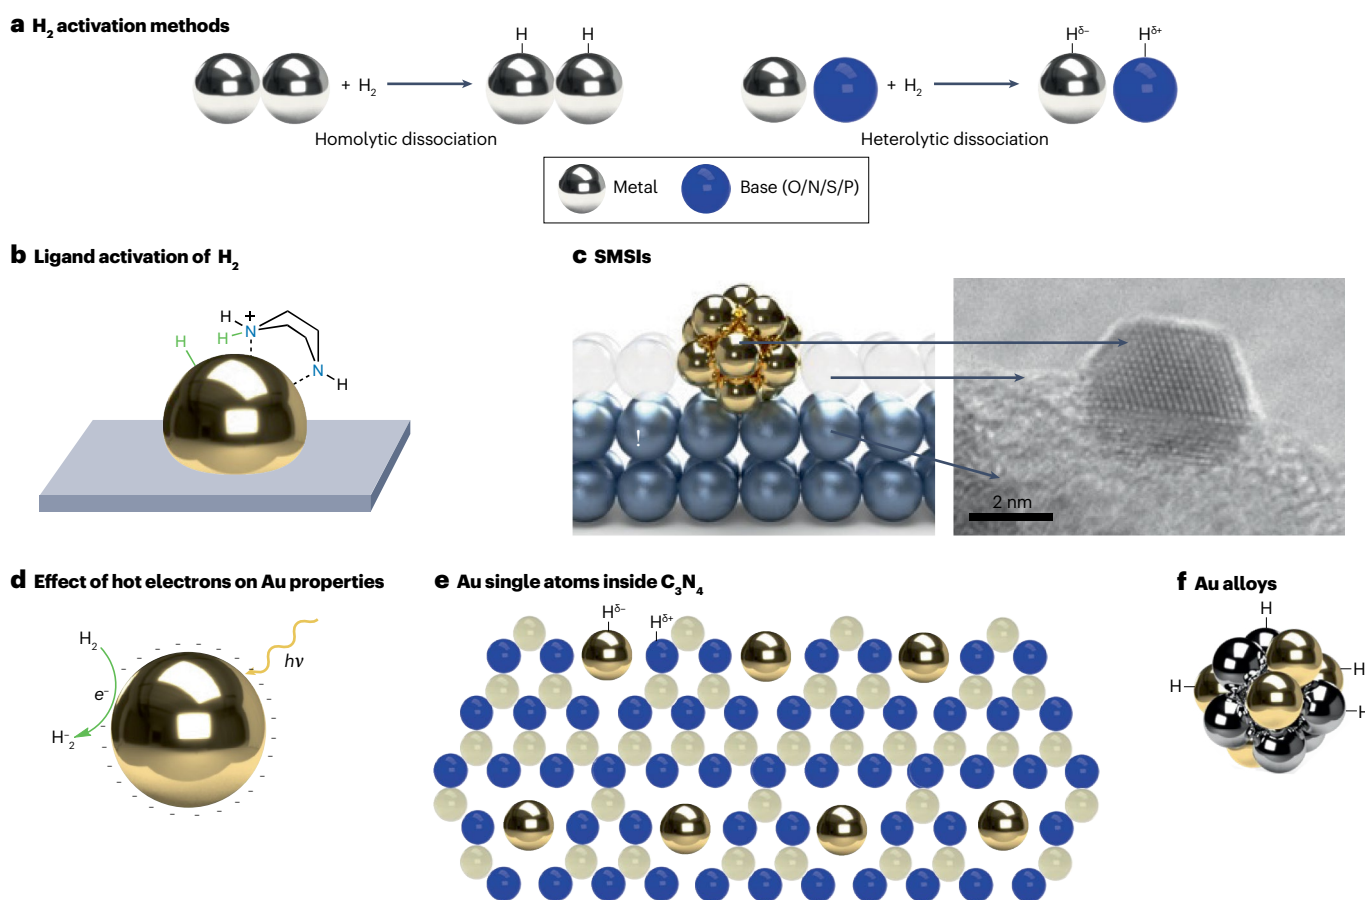 a H₂ activation methods
H H
+ H₂
Homolytic dissociation
+ H₂
Hδ− Hδ+
Heterolytic dissociation
Metal
Base (O/N/S/P)
b Ligand activation of H₂
H
H
+
H
N
N
H
c SMSIs
!
2 nm
d Effect of hot electrons on Au properties
H₂
e⁻
H⁻₂
hν
e Au single atoms inside C₃N₄
Hδ−
Hδ+
f Au alloys
H
H
H
H